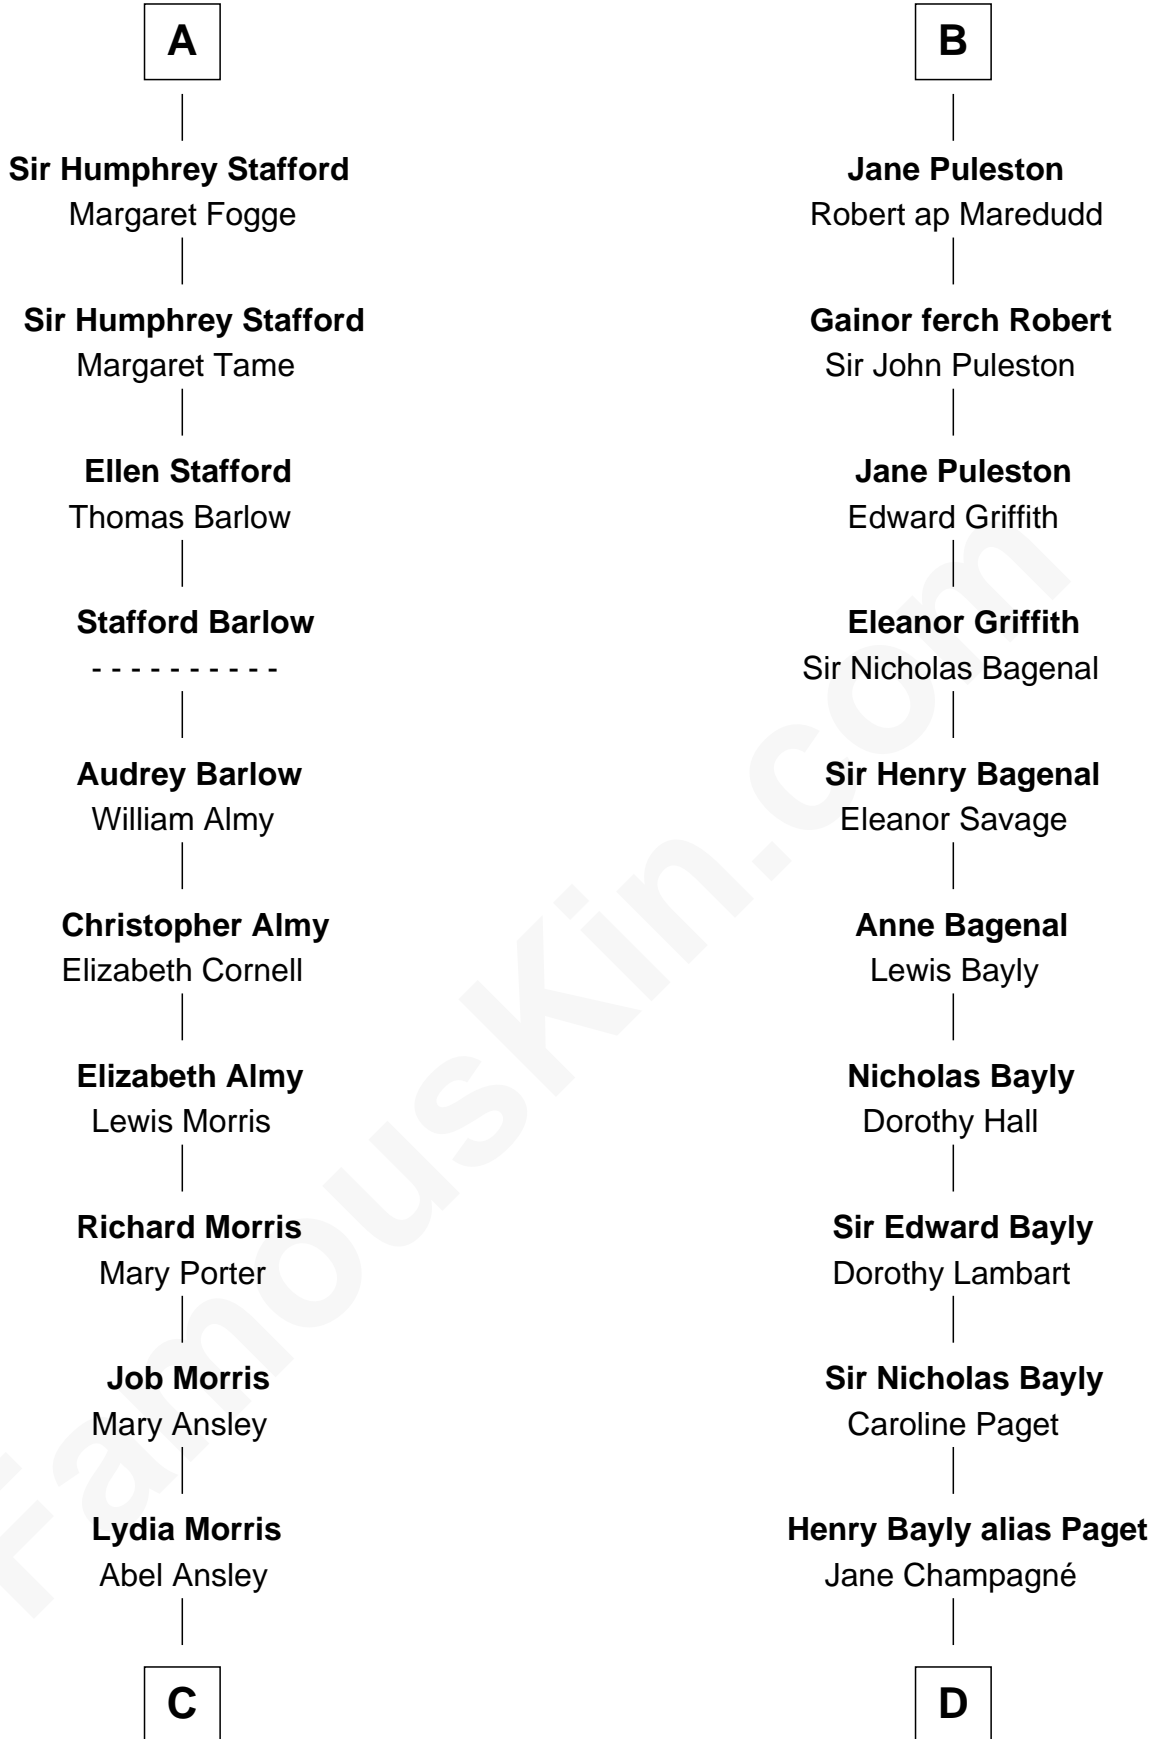 A
Sir Humphrey Stafford
Margaret Fogge
Sir Humphrey Stafford
Margaret Tame
Ellen Stafford
Thomas Barlow
Stafford Barlow
- - - - - - - - - -
Audrey Barlow
William Almy
Christopher Almy
Elizabeth Cornell
Elizabeth Almy
Lewis Morris
Richard Morris
Mary Porter
Job Morris
Mary Ansley
Lydia Morris
Abel Ansley
C
B
Jane Puleston
Robert ap Maredudd
Gainor ferch Robert
Sir John Puleston
Jane Puleston
Edward Griffith
Eleanor Griffith
Sir Nicholas Bagenal
Sir Henry Bagenal
Eleanor Savage
Anne Bagenal
Lewis Bayly
Nicholas Bayly
Dorothy Hall
Sir Edward Bayly
Dorothy Lambart
Sir Nicholas Bayly
Caroline Paget
Henry Bayly alias Paget
Jane Champagné
D
FamousKin.com